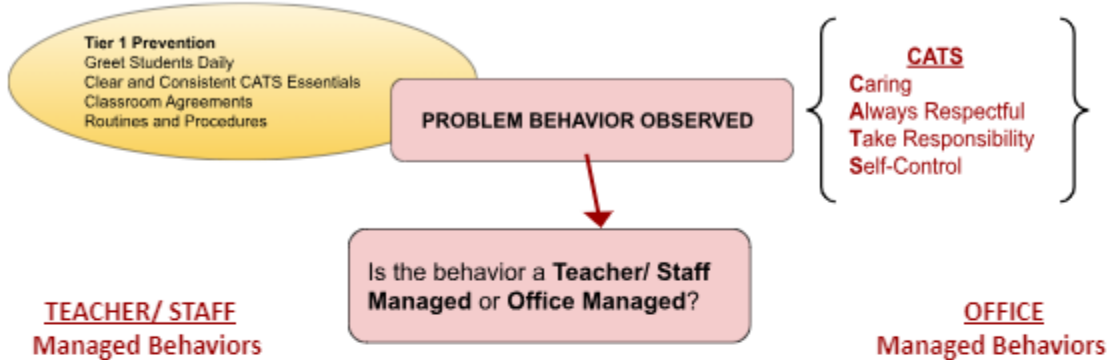 Tier 1 Prevention
Greet Students Daily
Clear and Consistent CATS Essentials
Classroom Agreements
Routines and Procedures
PROBLEM BEHAVIOR OBSERVED
CATS
Caring
Always Respectful
Take Responsibility
Self-Control
Is the behavior a Teacher/ Staff
Managed or Office Managed?
TEACHER/ STAFF
Managed Behaviors
OFFICE
Managed Behaviors